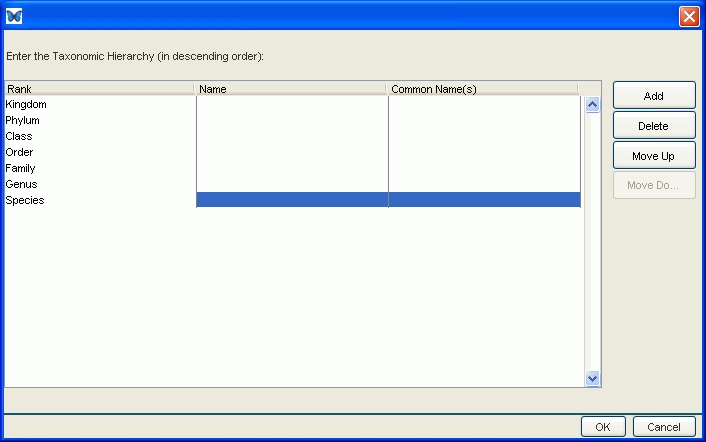 Enter the Taxonomic Hierarchy (in descending order):
Rank Name Common Name(s)
Kingdom
Phylum
Class
Order
Family
Genus
Species
Add
Delete
Move Up
Move Do...
OK Cancel